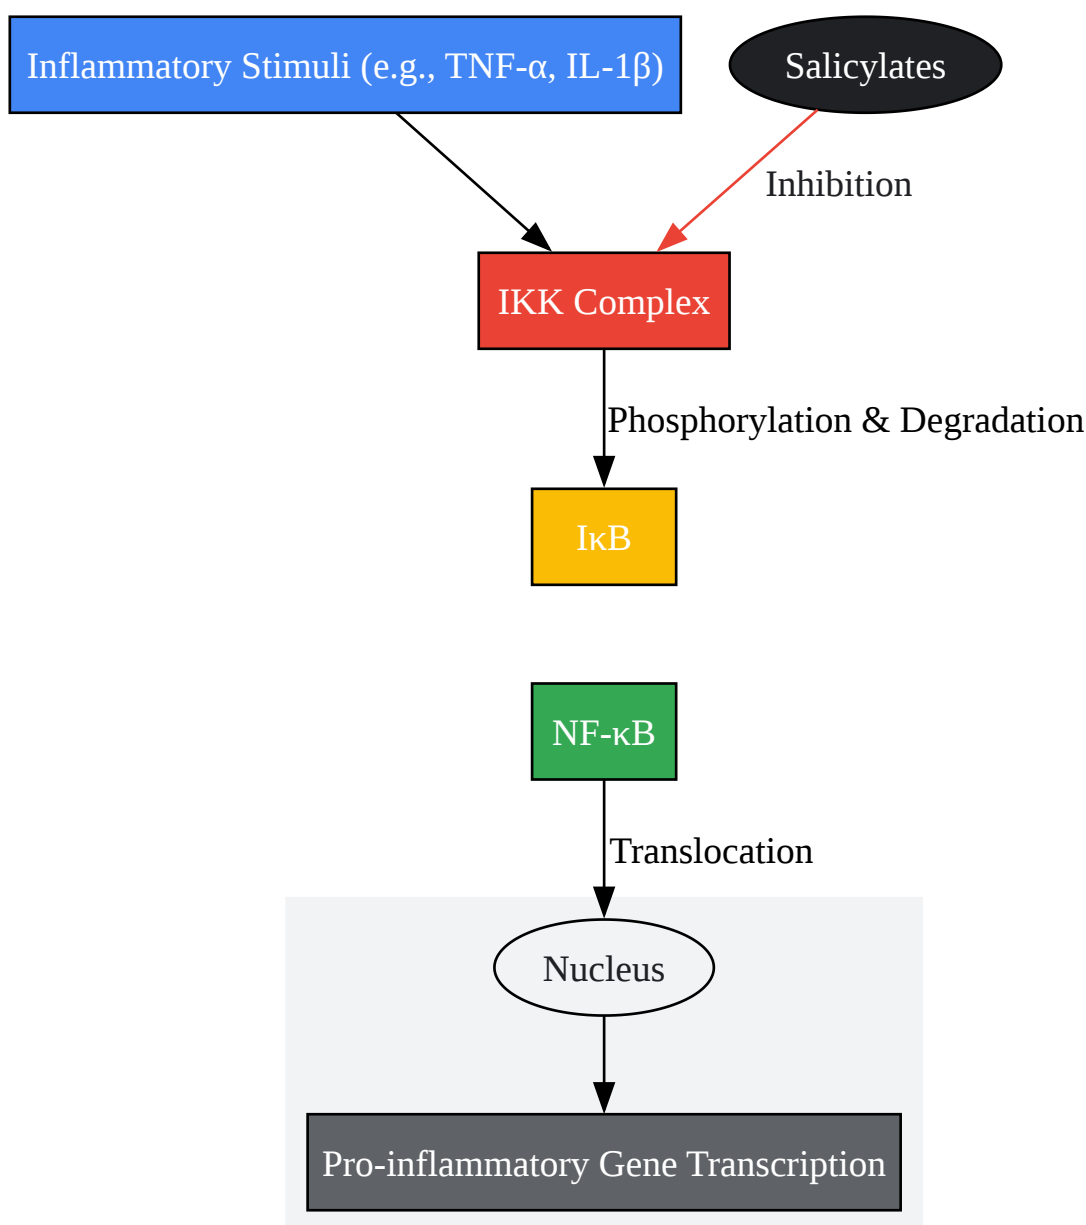 Inflammatory Stimuli (e.g., TNF-α, IL-1β)
Salicylates
Inhibition
IKK Complex
Phosphorylation & Degradation
IκB
NF-κB
Translocation
Nucleus
Pro-inflammatory Gene Transcription